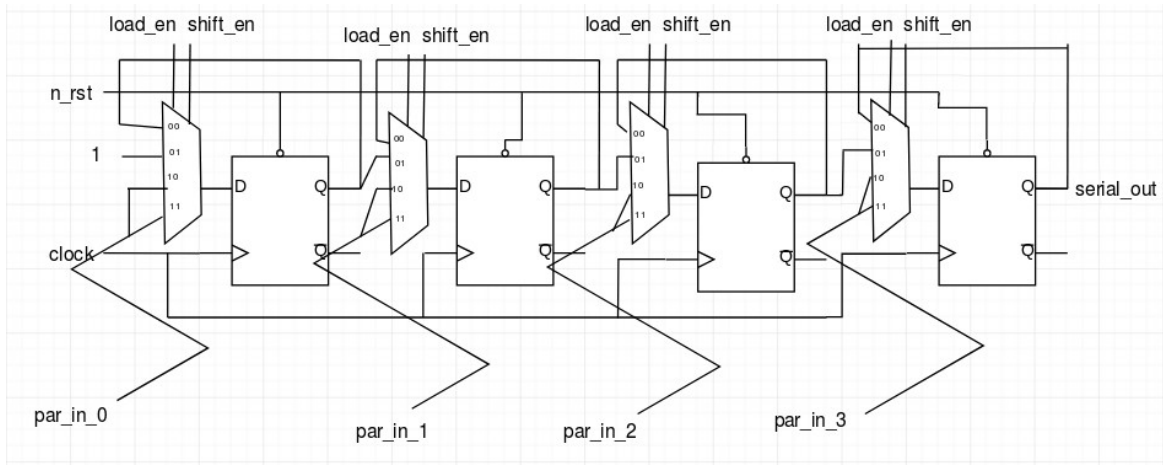 load_en shift_en
load_en shift_en
load_en shift_en
load_en shift_en
n_rst
1
00
01
10
11
D
Q
Q
00
01
10
11
D
Q
Q
00
01
10
11
D
Q
Q
00
01
10
11
D
Q
Q
serial_out
clock
par_in_0
par_in_1
par_in_2
par_in_3